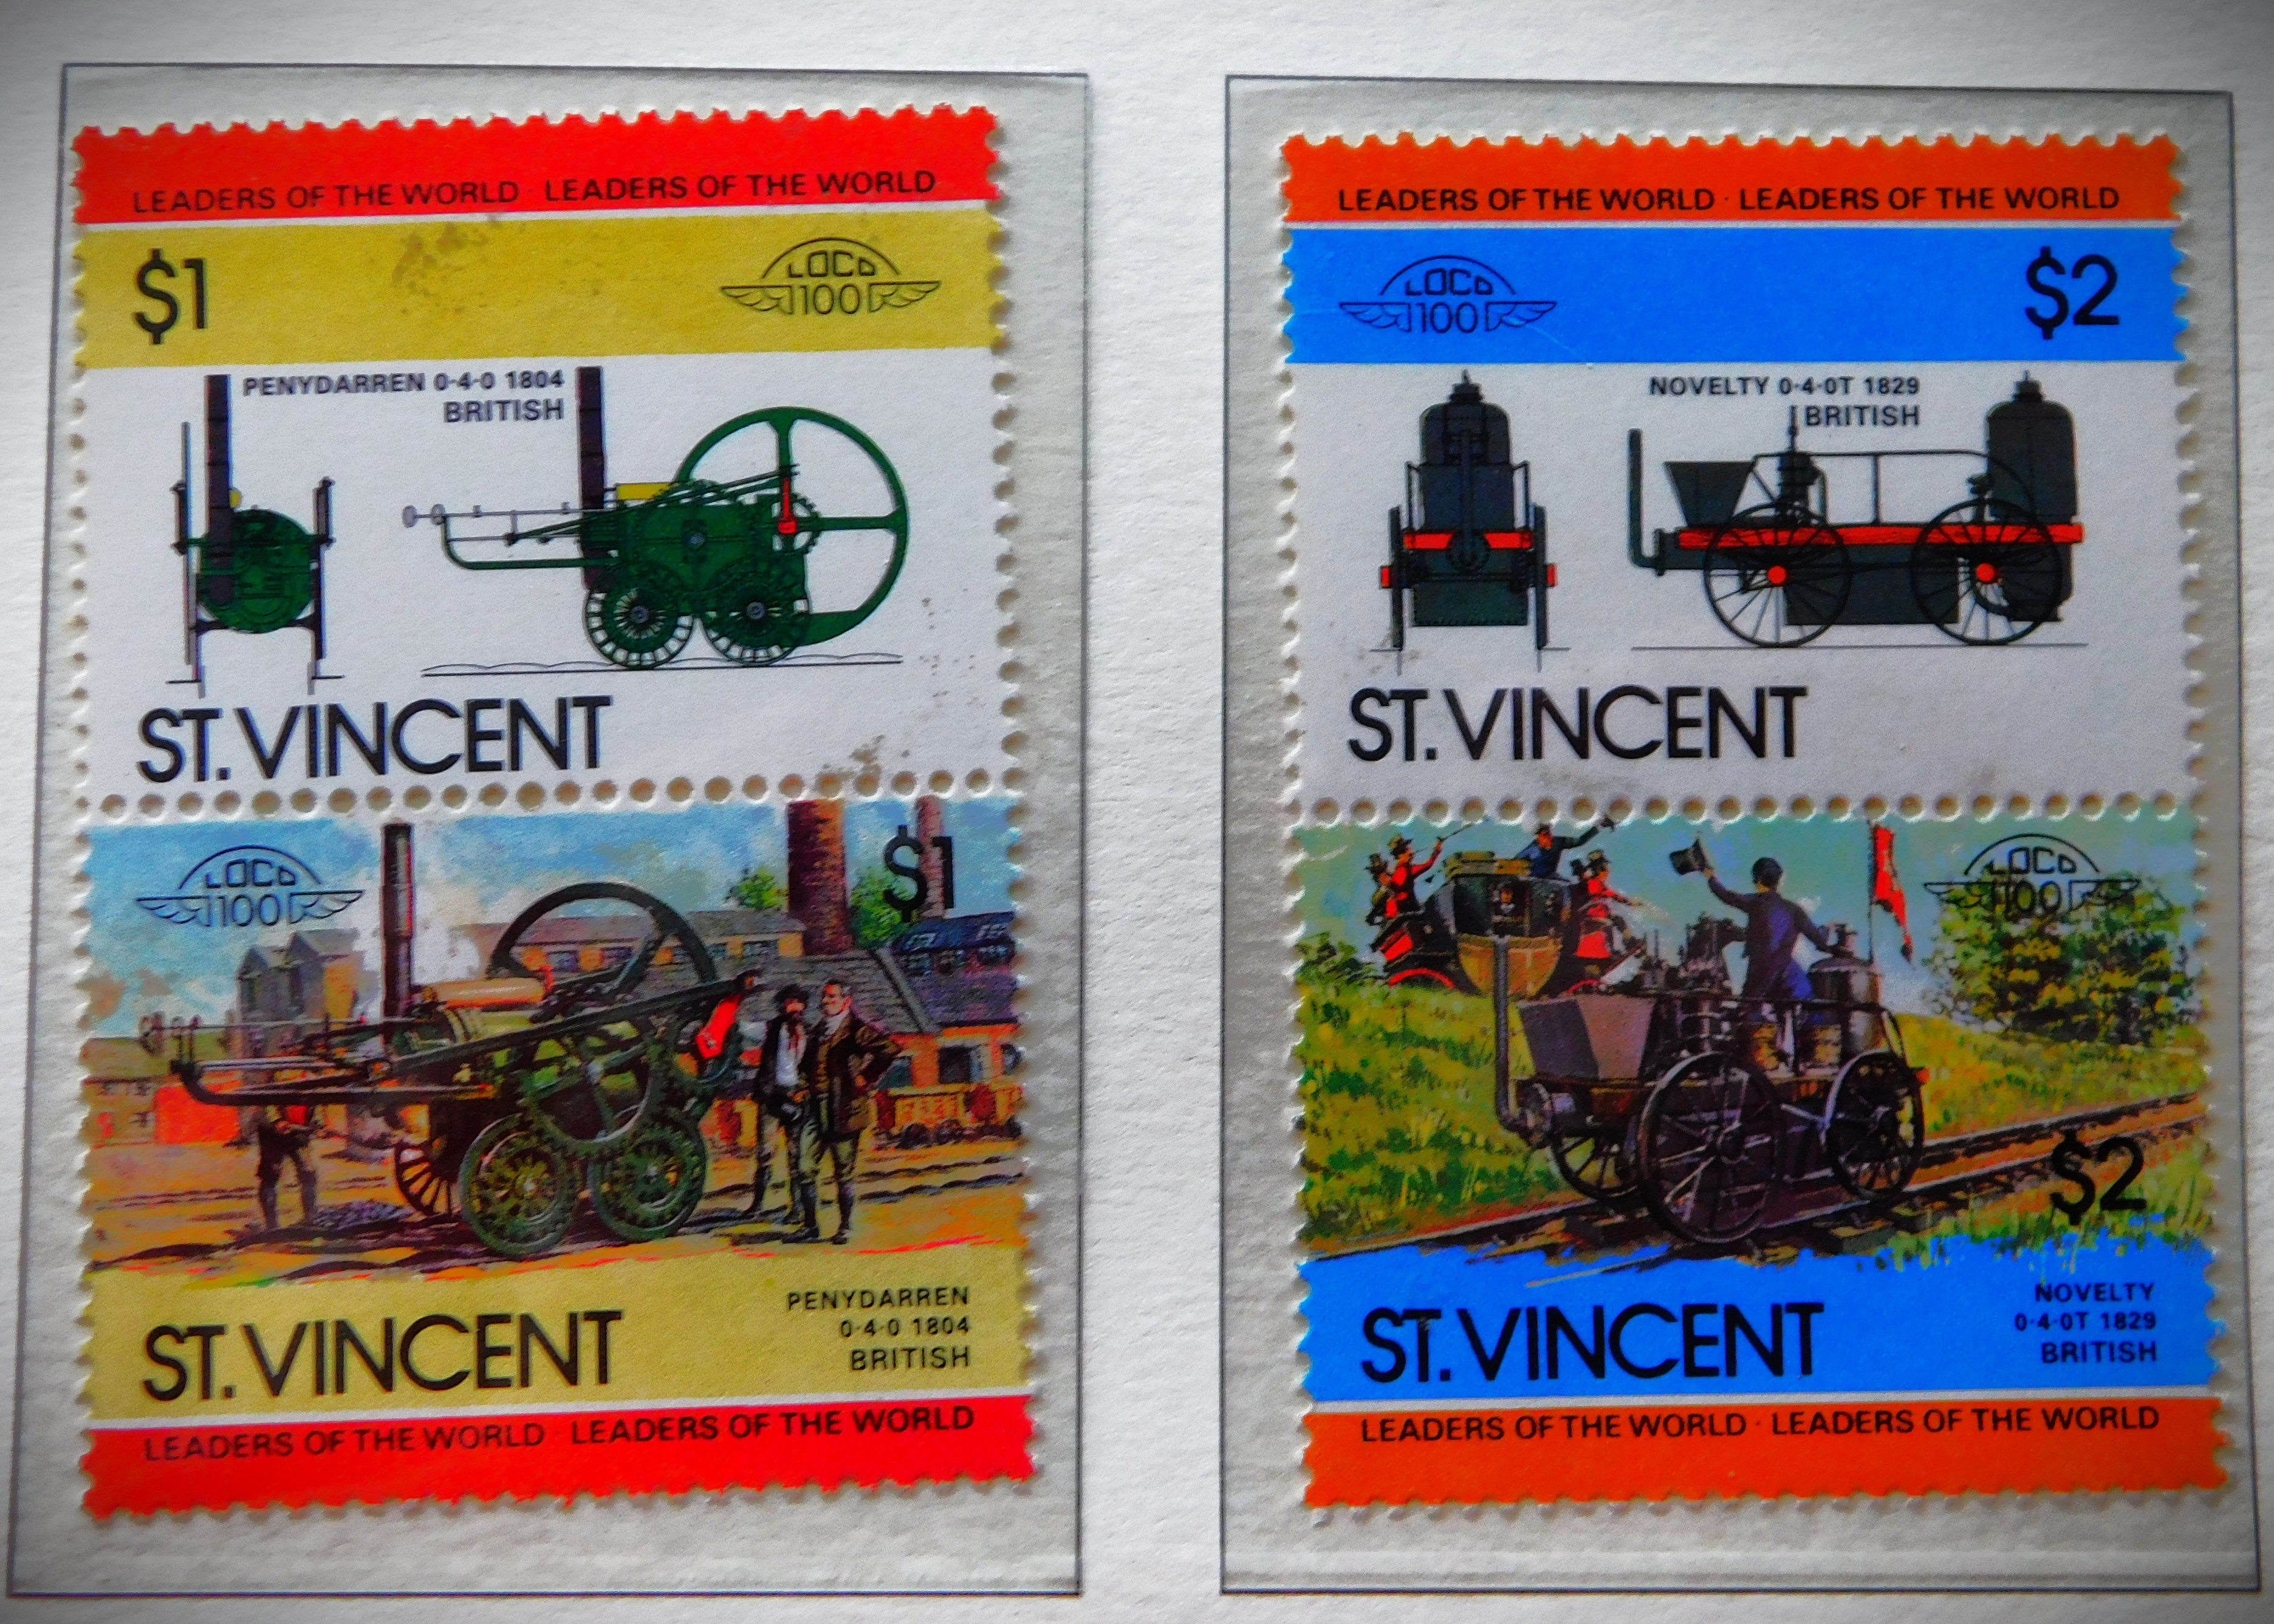 LEADERS OF THE WORLD · LEADERS OF THE WORLD
$1
LOCO
100
PENYDARREN 0-4-0 1804
BRITISH
ST. VINCENT
LOCO
100
$1
ST. VINCENT
PENYDARREN
0-4-0 1804
BRITISH
LEADERS OF THE WORLD · LEADERS OF THE WORLD
LEADERS OF THE WORLD · LEADERS OF THE WORLD
LOCO
100
$2
NOVELTY 0-4-0T 1829
BRITISH
ST. VINCENT
LOCO
100
$2
ST. VINCENT
NOVELTY
0-4-0T 1829
BRITISH
LEADERS OF THE WORLD · LEADERS OF THE WORLD